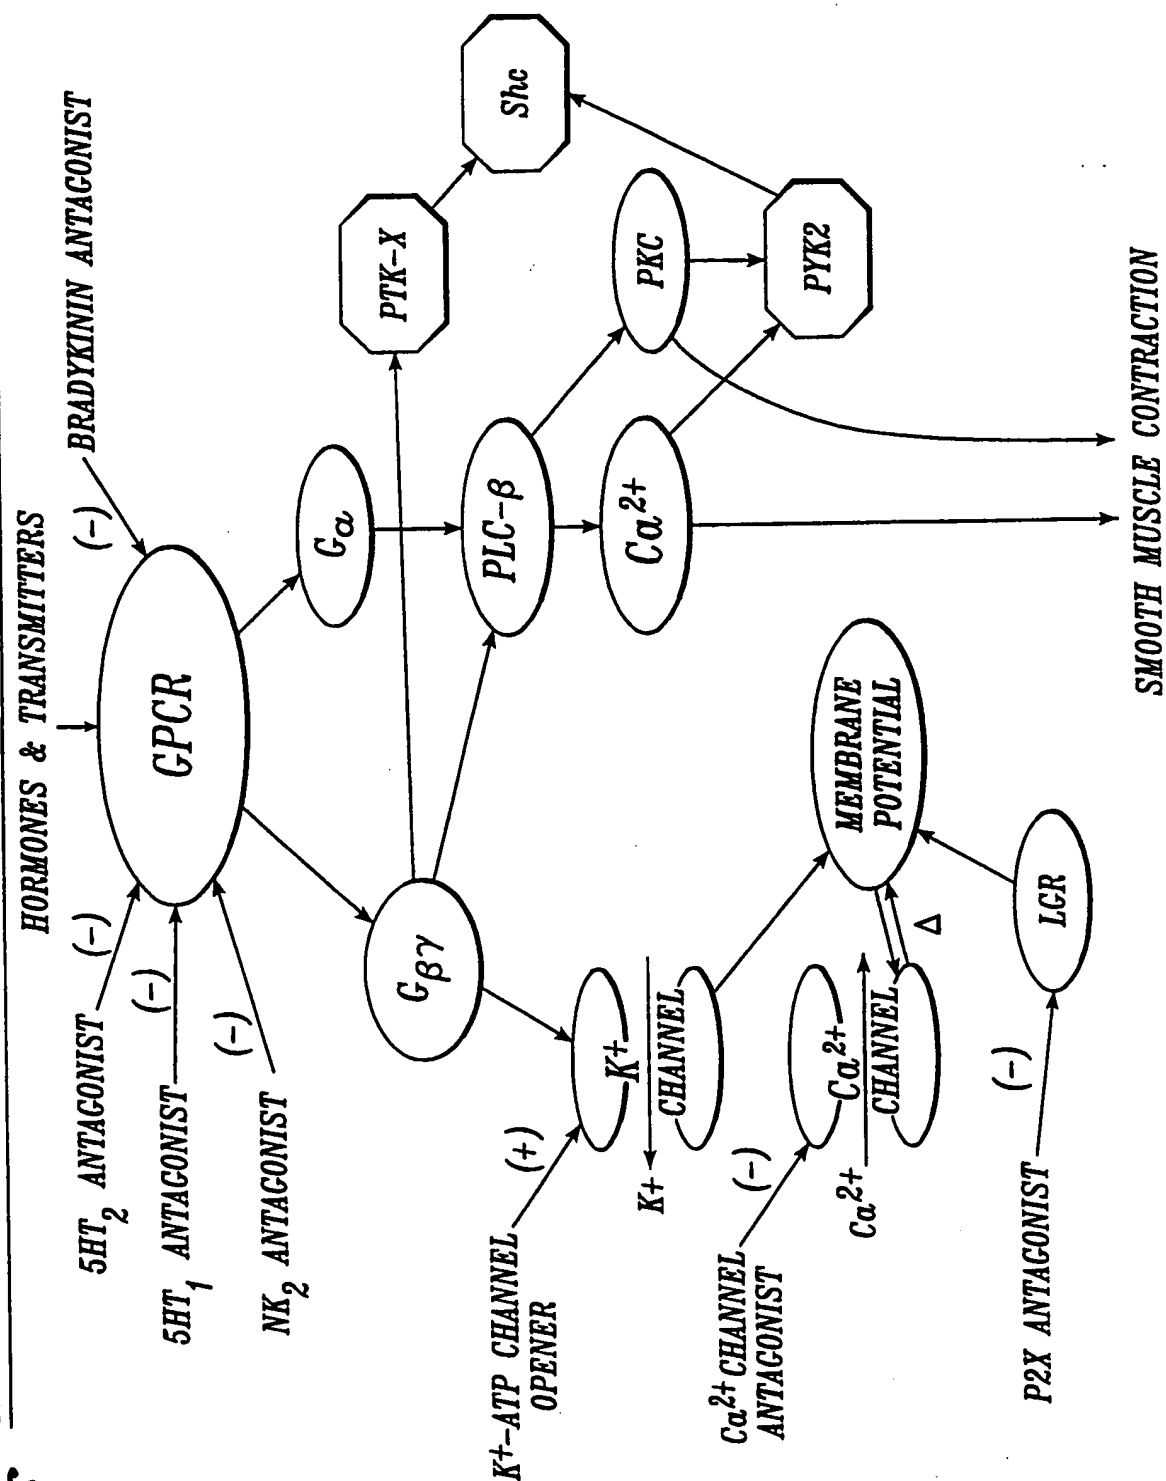 HORMONES & TRANSMITTERS
5HT2 ANTAGONIST
(-)
5HT1 ANTAGONIST
(-)
NK2 ANTAGONIST
(-)
BRADYKININ ANTAGONIST
(-)
GPCR
Gα
Gβγ
PTK-X
Shc
PLC-β
PKC
Ca2+
PYK2
K+-ATP CHANNEL
OPENER
(+)
K+
CHANNEL
K+
Ca2+ CHANNEL
ANTAGONIST
(-)
Ca2+
CHANNEL
Ca2+
MEMBRANE
POTENTIAL
Δ
LGR
P2X ANTAGONIST
(-)
SMOOTH MUSCLE CONTRACTION